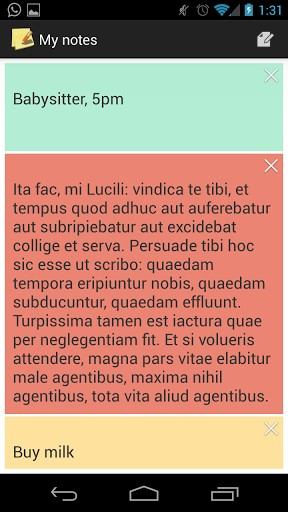 1:31
My notes
Babysitter, 5pm
Ita fac, mi Lucili: vindica te tibi, et
tempus quod adhuc aut auferebatur
aut subripiebatur aut excidebat
collige et serva. Persuade tibi hoc
sic esse ut scribo: quaedam
tempora eripiuntur nobis, quaedam
subducuntur, quaedam effluunt.
Turpissima tamen est iactura quae
per neglegentiam fit. Et si volueris
attendere, magna pars vitae elabitur
male agentibus, maxima nihil
agentibus, tota vita aliud agentibus.
Buy milk